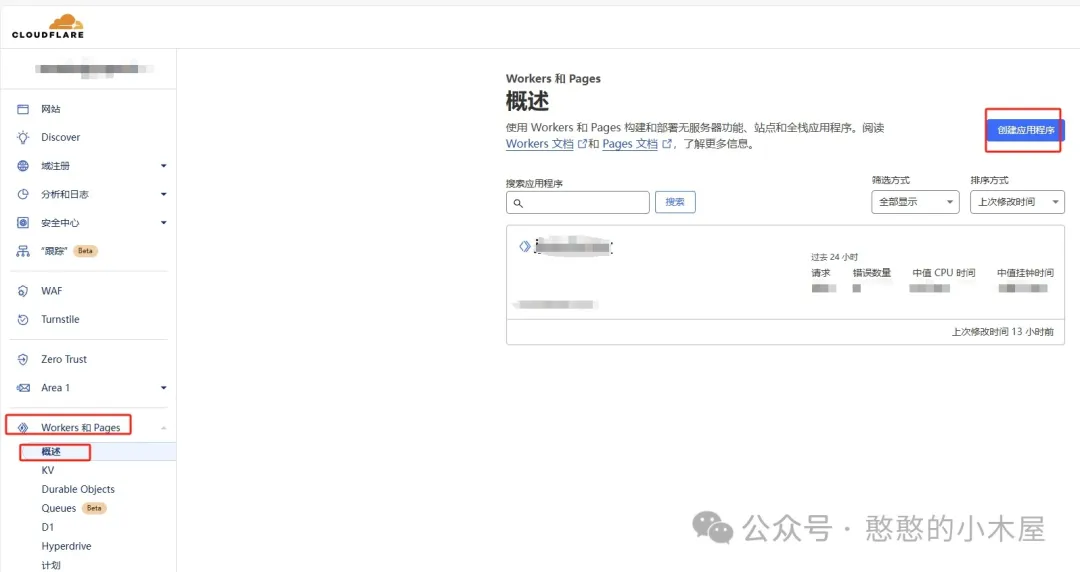 CLOUDFLARE
网站
Discover
域注册
分析和日志
安全中心
"跟踪" Beta
WAF
Turnstile
Zero Trust
Area 1
Workers 和 Pages
概述
KV
Durable Objects
Queues Beta
D1
Hyperdrive
计划
Workers 和 Pages
概述
使用 Workers 和 Pages 构建和部署无服务器功能、站点和全栈应用程序。阅读
Workers 文档 和 Pages 文档，了解更多信息。
创建应用程序
搜索应用程序
搜索
筛选方式
全部显示
排序方式
上次修改时间
过去 24 小时
请求 错误数量 中值 CPU 时间 中值挂钟时间
上次修改时间 13 小时前
公众号 · 憨憨的小木屋